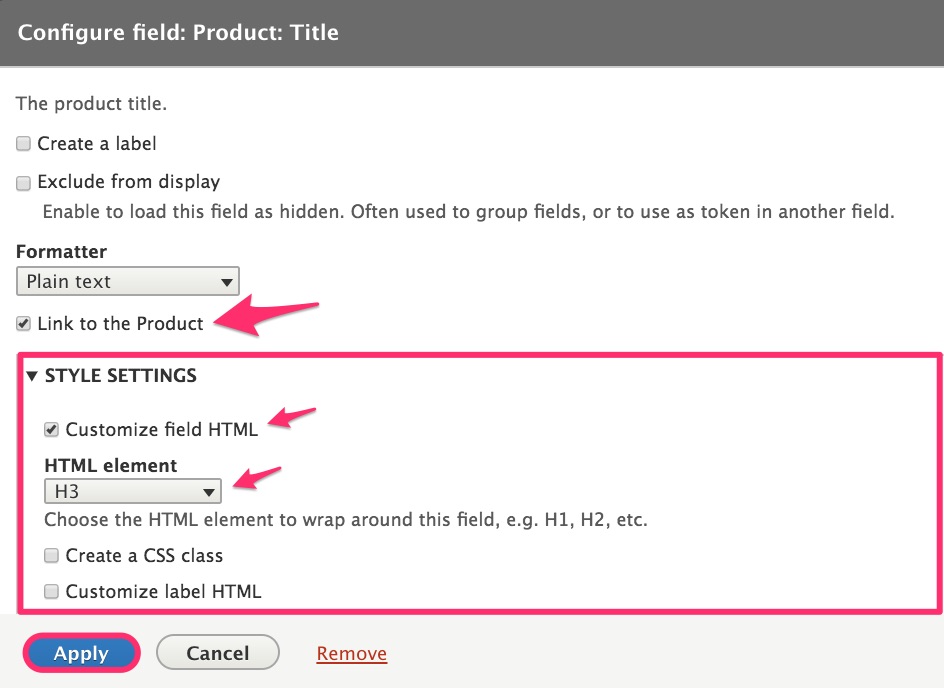 Configure field: Product: Title
The product title.
Create a label
Exclude from display
Enable to load this field as hidden. Often used to group fields, or to use as token in another field.
Formatter
Plain text
Link to the Product
STYLE SETTINGS
Customize field HTML
HTML element
H3
Choose the HTML element to wrap around this field, e.g. H1, H2, etc.
Create a CSS class
Customize label HTML
Apply Cancel Remove